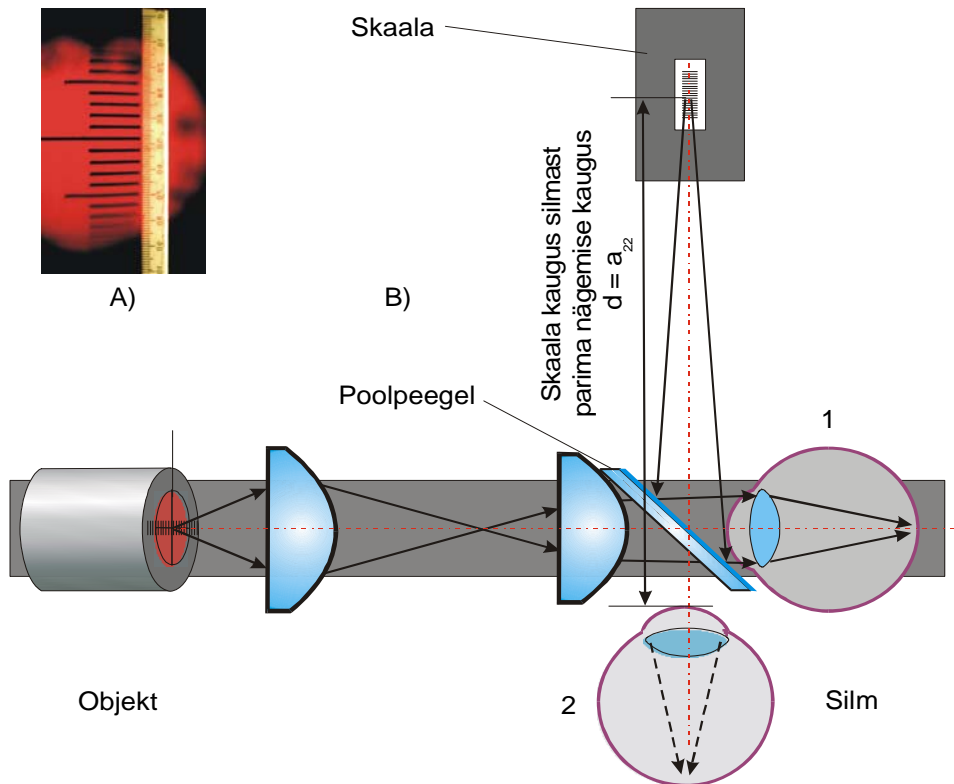 Skaala
A)
B)
Skaala kaugus silmast
parima nägemise kaugus
d = a₂₂
Poolpeegel
1
Objekt
2
Silm